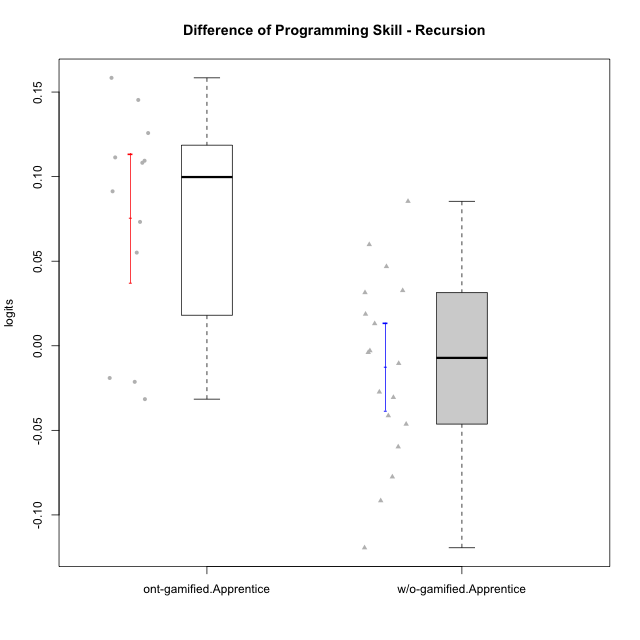 Difference of Programming Skill - Recursion
logits
0.15
0.10
0.05
0.00
-0.05
-0.10
ont-gamified.Apprentice
w/o-gamified.Apprentice